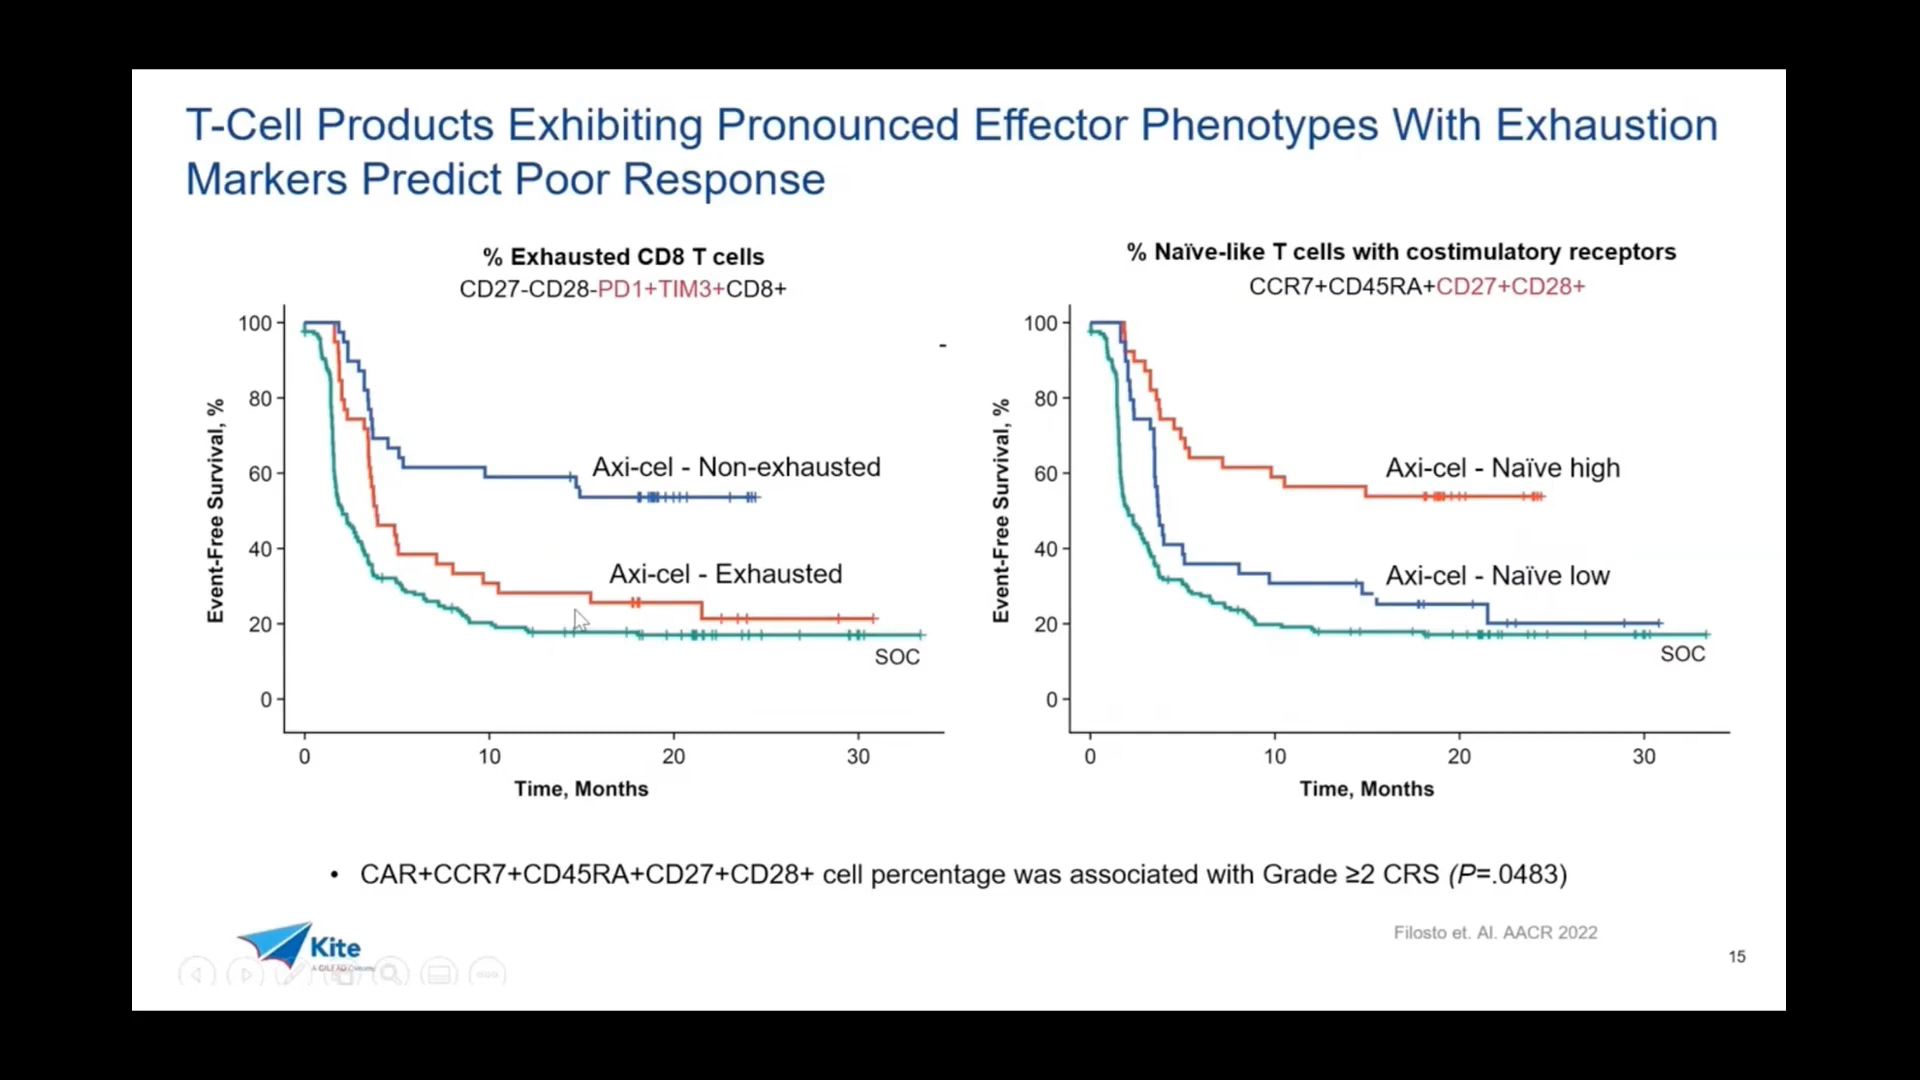 T-Cell Products Exhibiting Pronounced Effector Phenotypes With Exhaustion
Markers Predict Poor Response
% Exhausted CD8 T cells
CD27-CD28-PD1+TIM3+CD8+
100
80
60
40
20
0
Event-Free Survival, %
Axi-cel - Non-exhausted
Axi-cel - Exhausted
SOC
0 10 20 30
Time, Months
-
% Naïve-like T cells with costimulatory receptors
CCR7+CD45RA+CD27+CD28+
100
80
60
40
20
0
Event-Free Survival, %
Axi-cel - Naïve high
Axi-cel - Naïve low
SOC
0 10 20 30
Time, Months
• CAR+CCR7+CD45RA+CD27+CD28+ cell percentage was associated with Grade ≥2 CRS (P=.0483)
Kite
A GILEAD Company
Filosto et. Al. AACR 2022
15